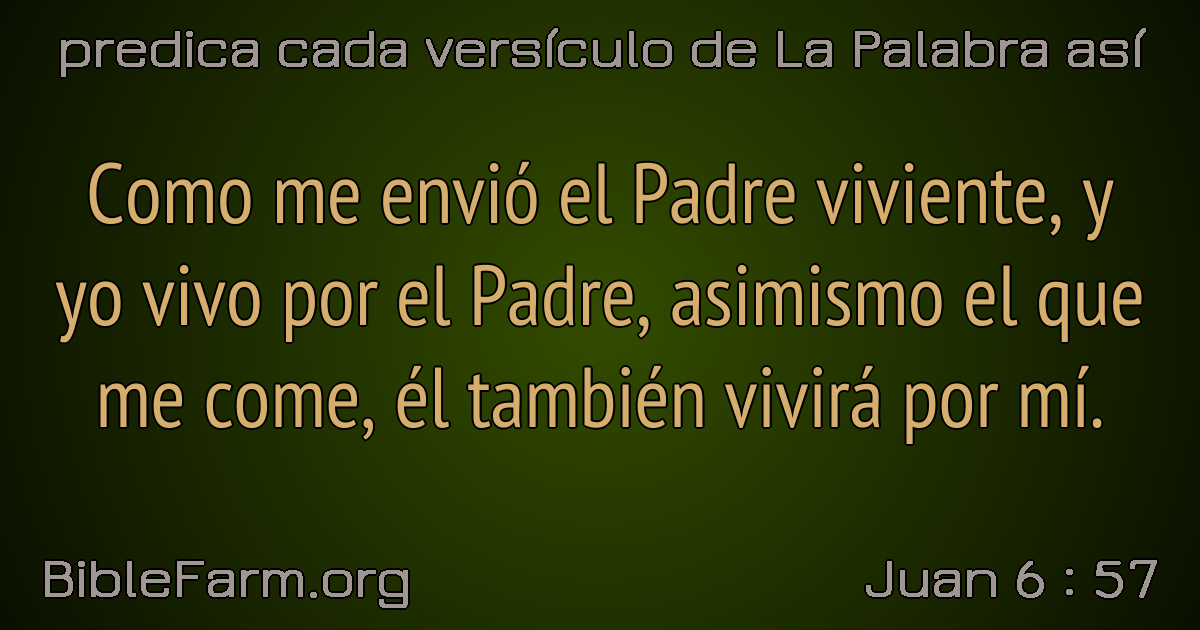 predica cada versículo de La Palabra así
Como me envió el Padre viviente, y
yo vivo por el Padre, asimismo el que
me come, él también vivirá por mí.
BibleFarm.org
Juan 6 : 57